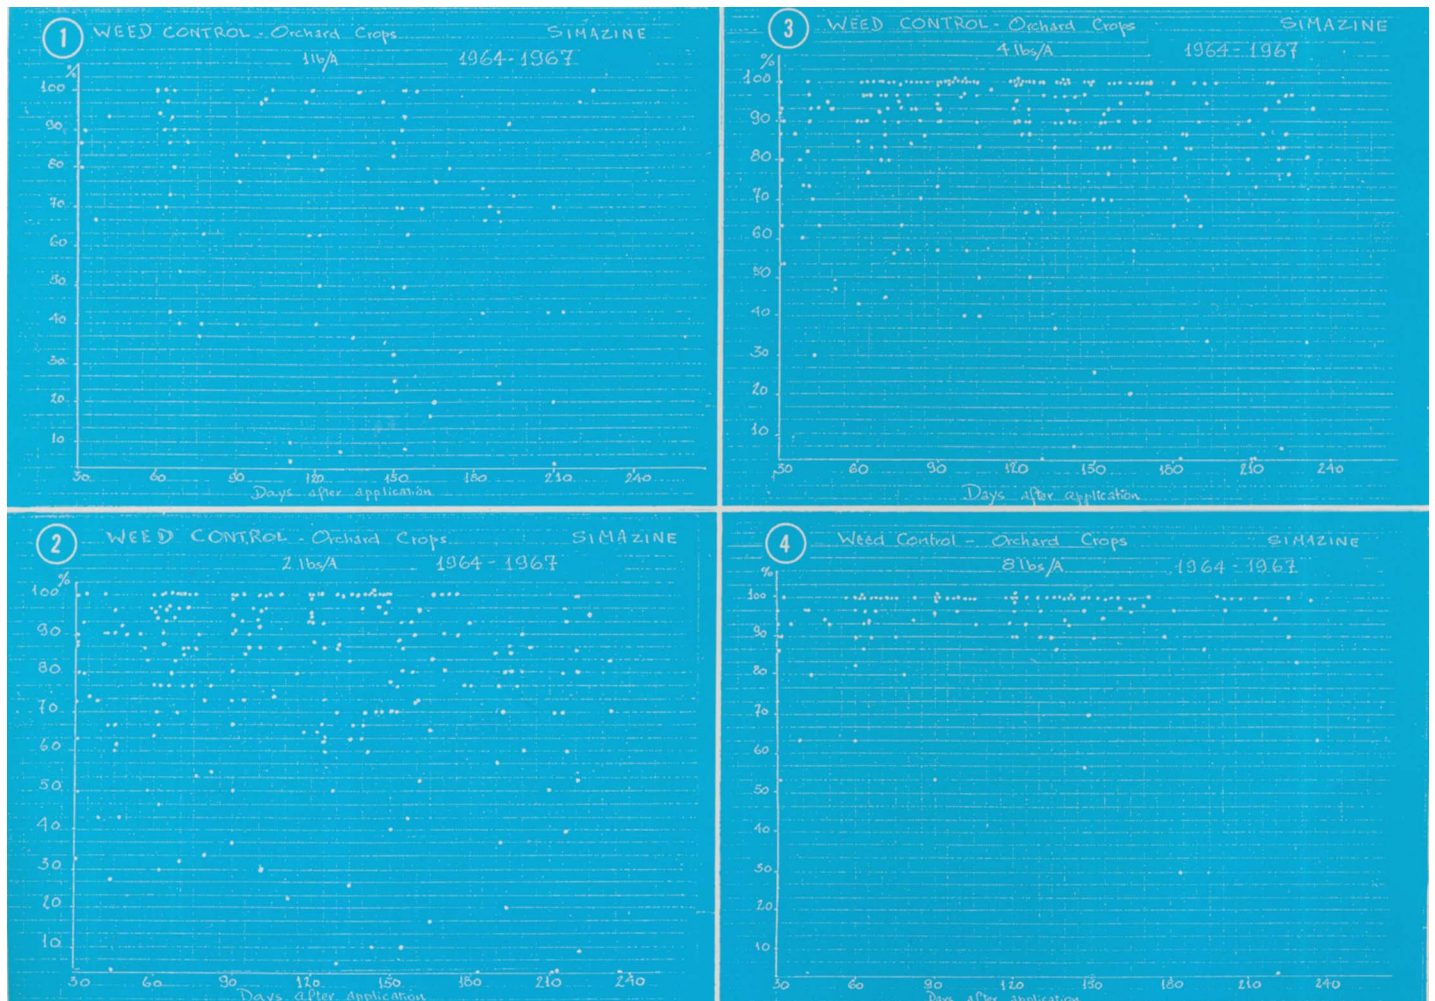 1 WEED CONTROL - Orchard Crops SIMAZINE
1 lb/A 1964 - 1967
%
100
90
80
70
60
50
40
30
20
10
30 60 90 120 150 180 210 240
Days after application
2 WEED CONTROL - Orchard Crops SIMAZINE
2 lbs/A 1964 - 1967
%
100
90
80
70
60
50
40
30
20
10
30 60 90 120 150 180 210 240
Days after application
3 WEED CONTROL - Orchard Crops SIMAZINE
4 lbs/A 1964 - 1967
%
100
90
80
70
60
50
40
30
20
10
30 60 90 120 150 180 210 240
Days after application
4 Weed Control - Orchard Crops SIMAZINE
8 lbs/A 1964 - 1967
%
100
90
80
70
60
50
40
30
20
10
30 60 90 120 150 180 210 240
Days after application